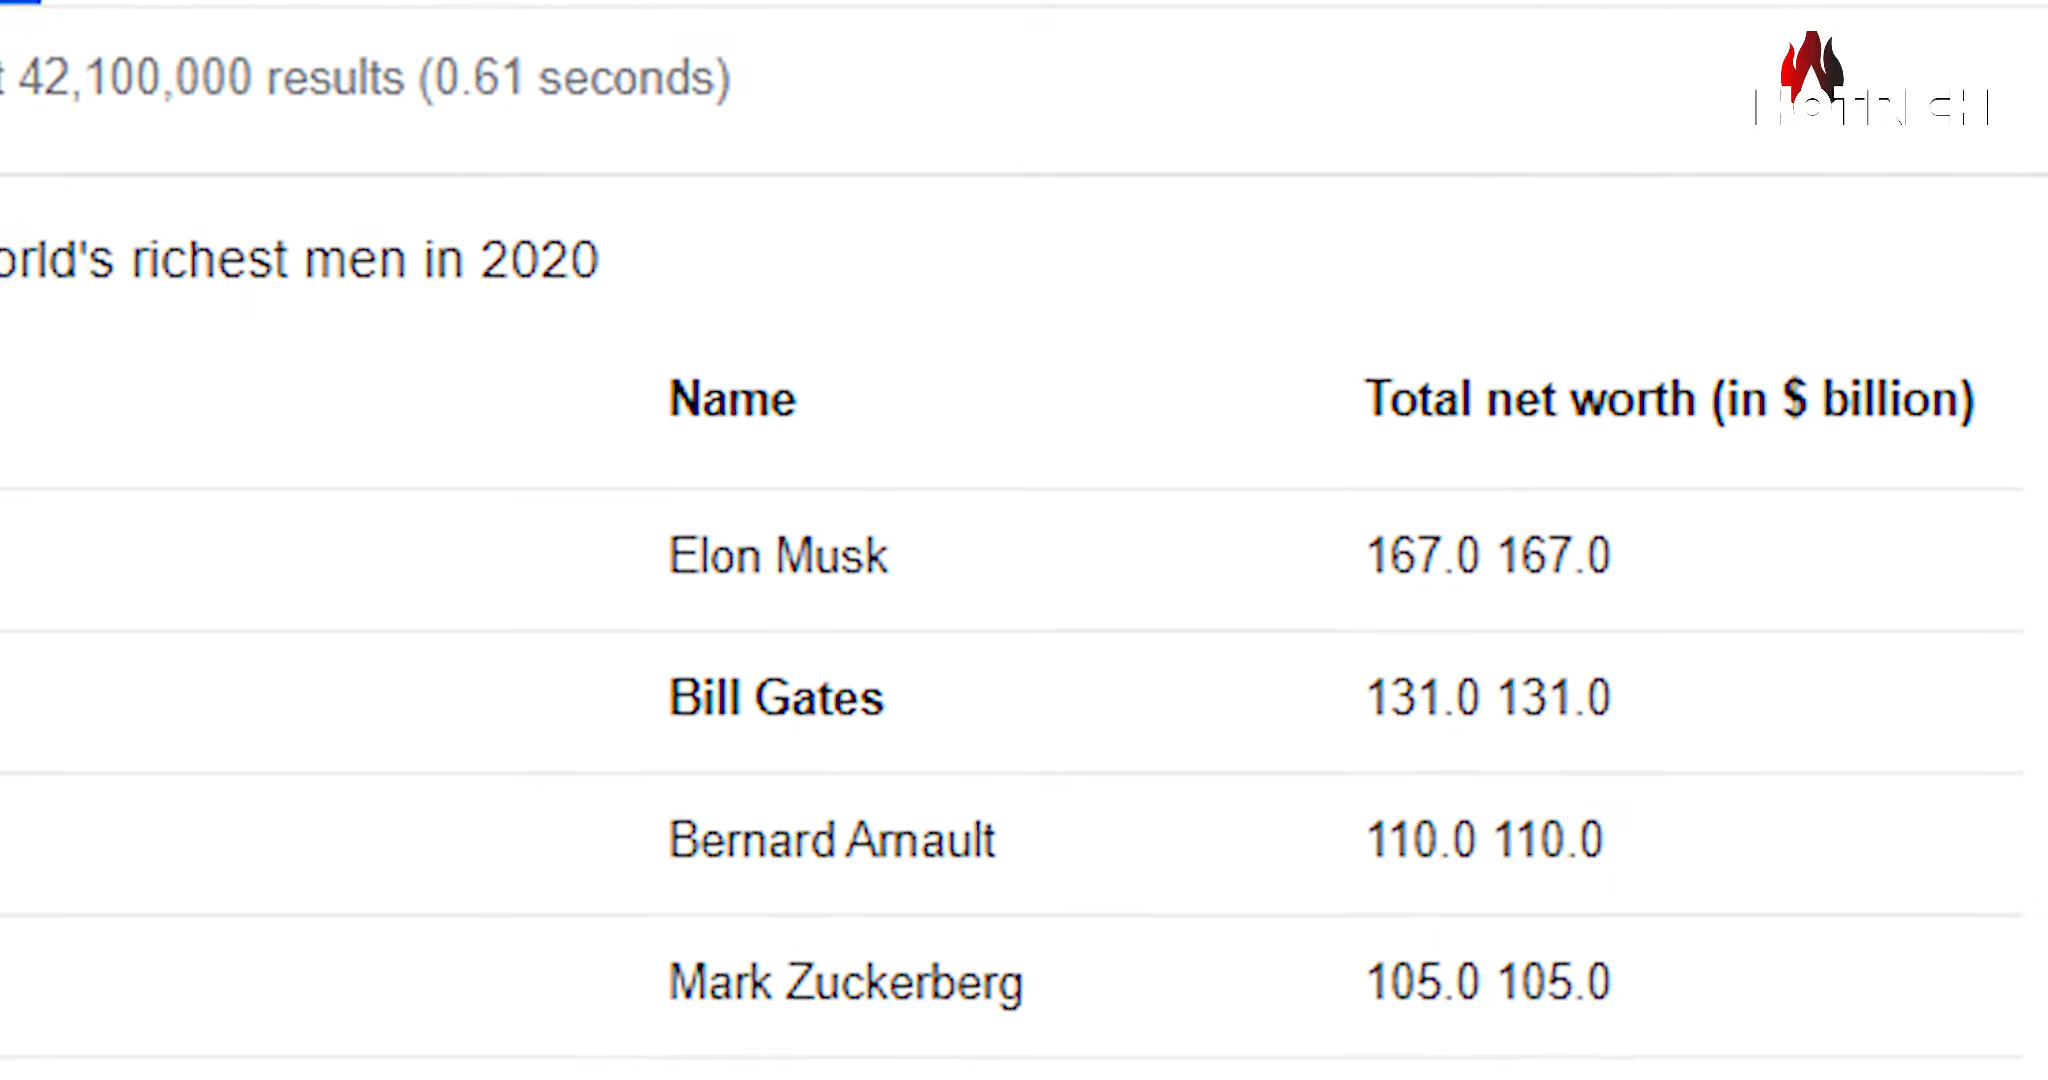 42,100,000 results (0.61 seconds)
HOTRICH
orld's richest men in 2020
Name Total net worth (in $ billion)
Elon Musk 167.0 167.0
Bill Gates 131.0 131.0
Bernard Arnault 110.0 110.0
Mark Zuckerberg 105.0 105.0